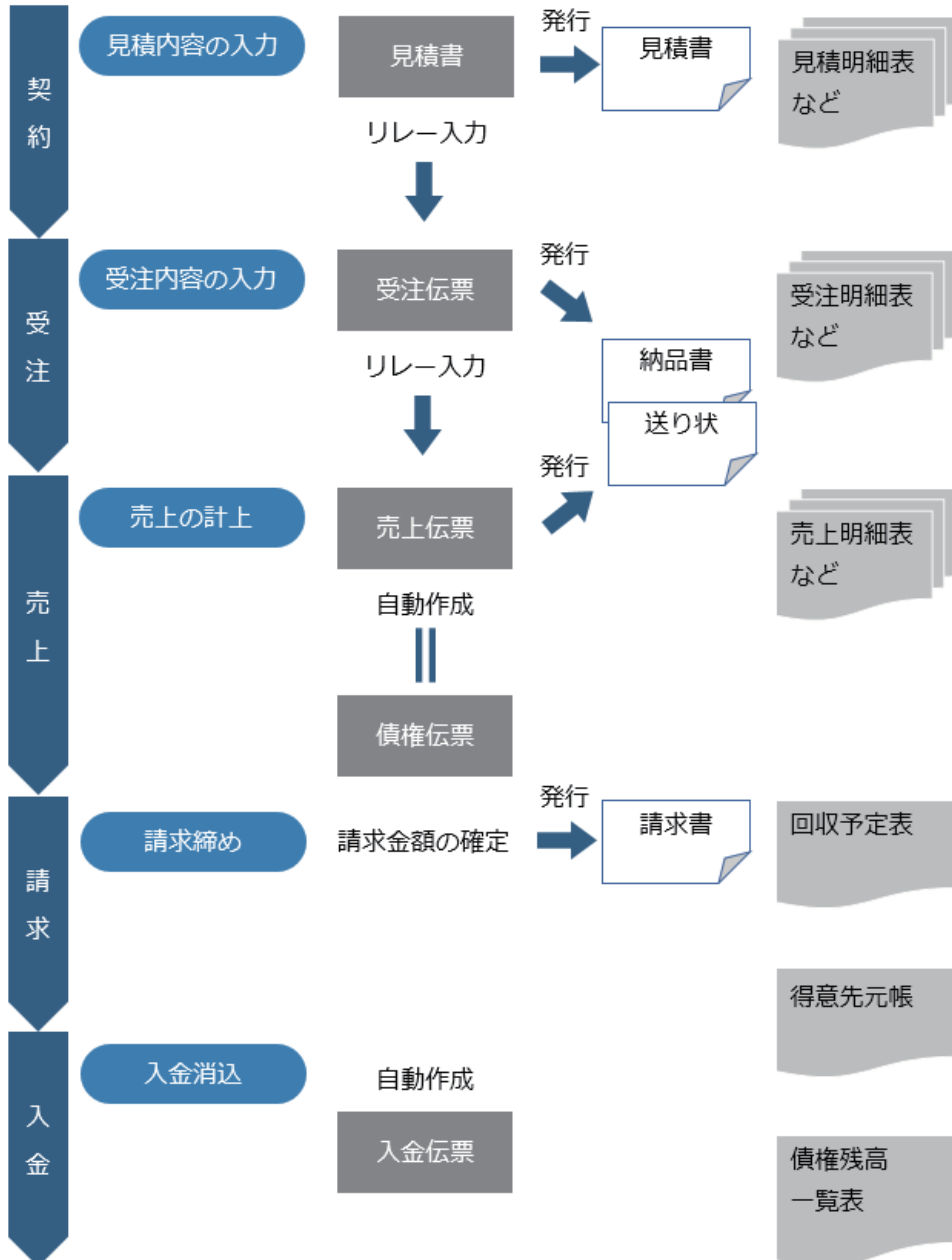 契約
見積内容の入力
見積書
発行
見積書
見積明細表
など
リレー入力
受注
受注内容の入力
受注伝票
発行
受注明細表
など
リレー入力
納品書
送り状
発行
売上
売上の計上
売上伝票
売上明細表
など
自動作成
債権伝票
請求
請求締め
請求金額の確定
発行
請求書
回収予定表
得意先元帳
入金
入金消込
自動作成
入金伝票
債権残高
一覧表